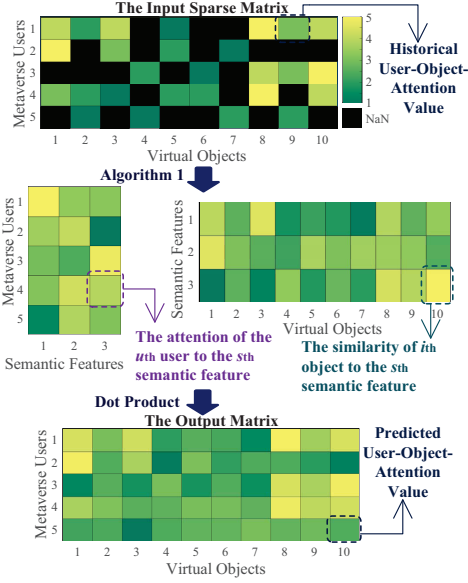 The Input Sparse Matrix
Metaverse Users
1
2
3
4
5
1 2 3 4 5 6 7 8 9 10
Virtual Objects
5
4
3
2
1
NaN
Historical
User-Object-
Attention
Value
Algorithm 1
Metaverse Users
1
2
3
4
5
1 2 3
Semantic Features
Semantic Features
1
2
3
1 2 3 4 5 6 7 8 9 10
Virtual Objects
The attention of the
uth user to the sth
semantic feature
The similarity of ith
object to the sth
semantic feature
Dot Product
The Output Matrix
Metaverse Users
1
2
3
4
5
1 2 3 4 5 6 7 8 9 10
Virtual Objects
Predicted
User-Object-
Attention
Value